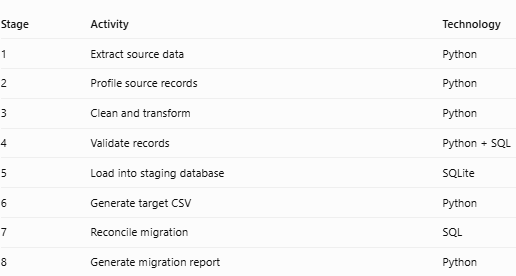 Stage Activity Technology
1 Extract source data Python
2 Profile source records Python
3 Clean and transform Python
4 Validate records Python + SQL
5 Load into staging database SQLite
6 Generate target CSV Python
7 Reconcile migration SQL
8 Generate migration report Python